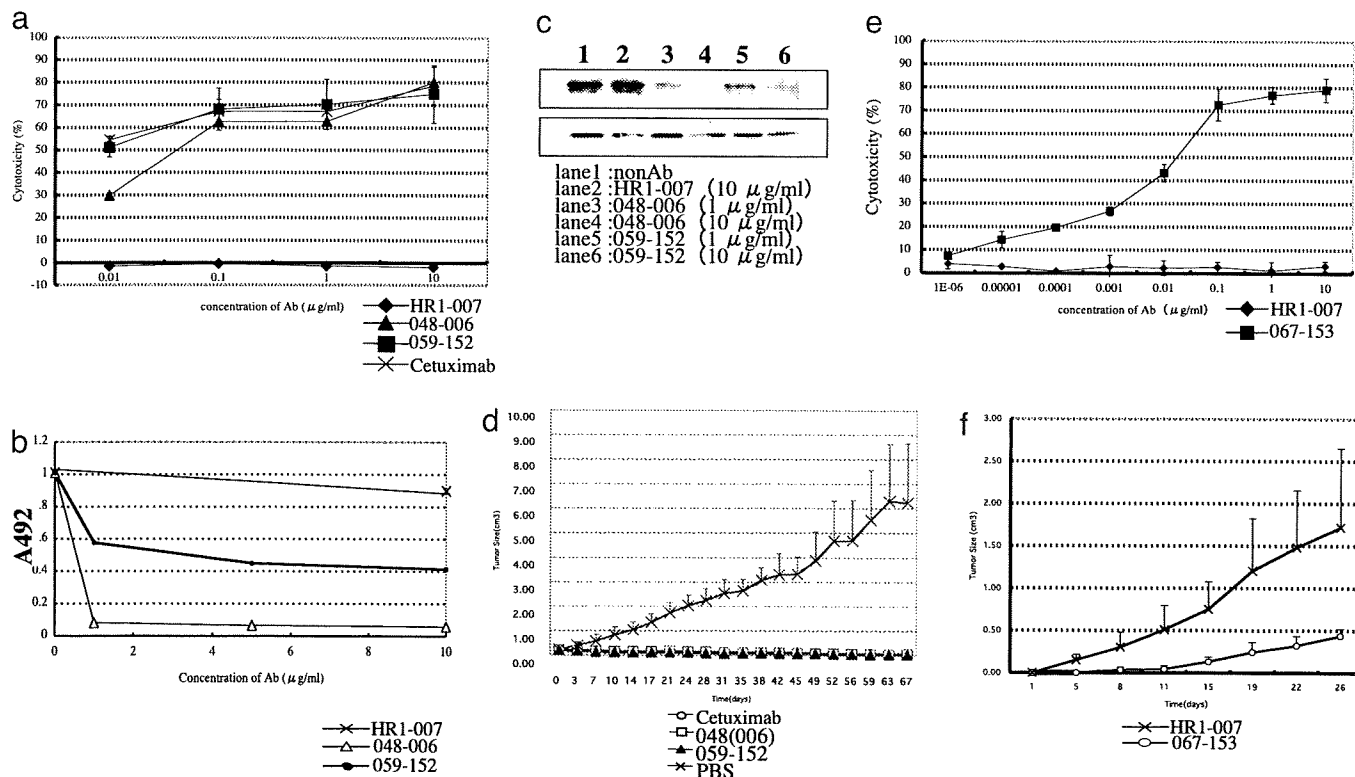 a
100
90
80
70
60
50
40
30
20
10
0
-10
Cytotoxicity (%)
0.01 0.1 1 10
concentration of Ab ( μ g/ml)
HR1-007
048-006
059-152
Cetuximab
b
1.2
1
.8
.6
0.4
0.2
0
A492
0 2 4 6 8 10
Concentration of Ab ( μ g/ml)
HR1-007
048-006
059-152
c
1 2 3 4 5 6
lane1 :nonAb
lane2 :HR1-007 (10 μ g/ml)
lane3 :048-006 (1 μ g/ml)
lane4 :048-006 (10 μ g/ml)
lane5 :059-152 (1 μ g/ml)
lane6 :059-152 (10 μ g/ml)
d
10.00
9.00
8.00
7.00
6.00
5.00
4.00
3.00
2.00
1.00
0.00
Tumor Size(cm3)
0 3 7 10 14 17 21 24 28 31 35 38 42 45 49 52 56 59 63 67
Time(days)
Cetuximab
048(006)
059-152
PBS
e
100
90
80
70
60
50
40
30
20
10
0
Cytotoxicity (%)
1E-06 0.00001 0.0001 0.001 0.01 0.1 1 10
concentration of Ab ( μ g/ml)
HR1-007
067-153
f
3.00
2.50
2.00
1.50
1.00
0.50
0.00
Tumor Size (cm3)
1 5 8 11 15 19 22 26
Time(days)
HR1-007
067-153